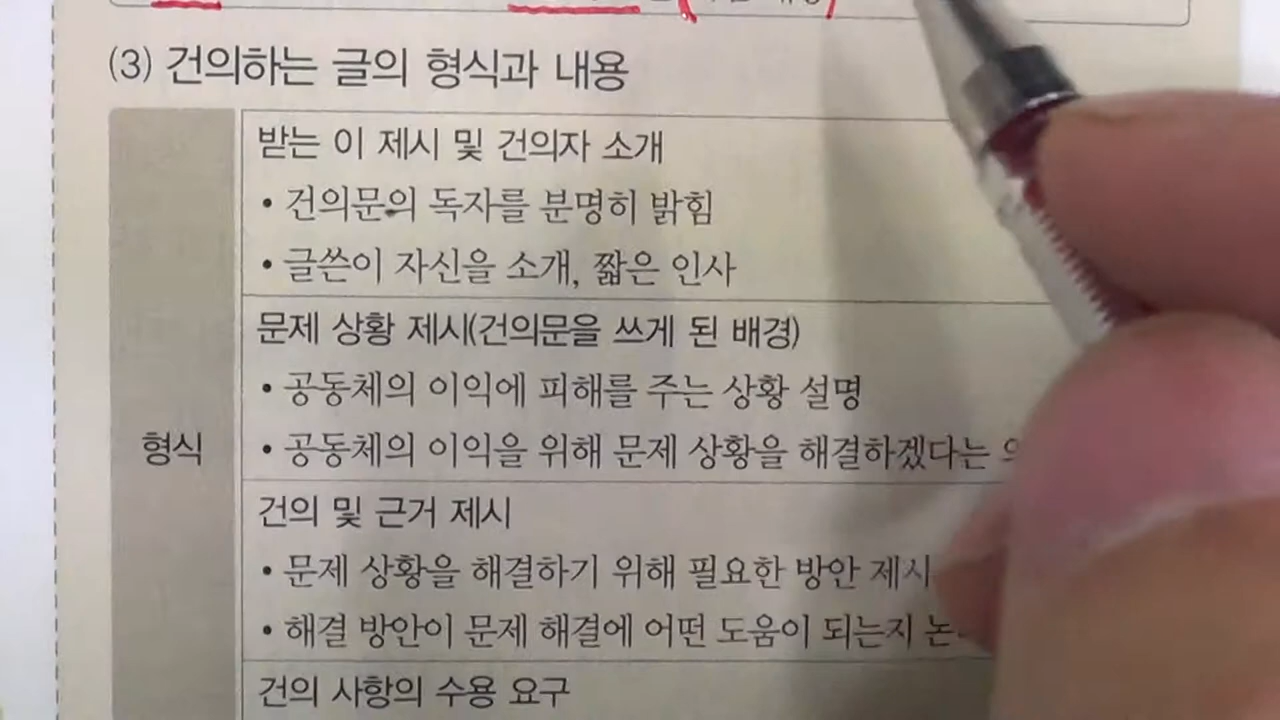 (3) 건의하는 글의 형식과 내용
받는 이 제시 및 건의자 소개
• 건의문의 독자를 분명히 밝힘
• 글쓴이 자신을 소개, 짧은 인사
문제 상황 제시(건의문을 쓰게 된 배경)
• 공동체의 이익에 피해를 주는 상황 설명
형식
• 공동체의 이익을 위해 문제 상황을 해결하겠다는
건의 및 근거 제시
• 문제 상황을 해결하기 위해 필요한 방안 제시
• 해결 방안이 문제 해결에 어떤 도움이 되는지
건의 사항의 수용 요구